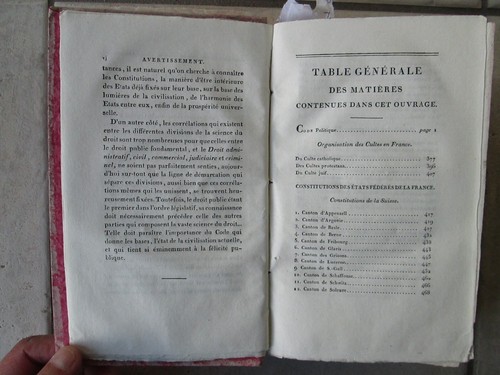 vj AVERTISSEMENT.
tances, il est naturel qu'on cherche à connaître
les Constitutions, la manière d'être intérieure
des Etats déjà fixés sur leur base, sur la base des
lumières de la civilisation, de l'harmonie des
Etats entre eux, enfin de la prospérité univer-
selle.
D'un autre côté, les corrélations qui existent
entre les différentes divisions de la science du
droit sont trop nombreuses pour quelles
entre le droit public fondamental, et le Droit admi-
nistratif, civil, commercial, judiciaire et crimi-
nel, ne soient pas parfaitement senties, aujour-
d'hui sur-tout que la ligne de démarcation qui
sépare ces divisions, aussi bien que ces corréla-
tions mêmes qui les unissent, se trouvent heu-
reusement fixées. Toutefois, le droit public étant
le premier dans l'ordre législatif, sa connaissance
doit nécessairement précéder celle des autres
parties qui composent la vaste science du droit.
Telle doit paraître l'importance du Code qui
donne les bases, l'état de la civilisation actuelle,
et qui tient si éminemment à la félicité pu-
blique.
TABLE GÉNÉRALE
DES MATIÈRES
CONTENUES DANS CET OUVRAGE.
Code Politique page 1
Organisation des Cultes en France.
Du Culte catholique. 377
Des Cultes protestans. 396
Du Culte juif. 407
CONSTITUTIONS DES ÉTATS FÉDÉRÉS DE LA FRANCE.
Constitutions de la Suisse.
1. Canton d'Appenzell 427
2. Canton d'Argovie 427
3. Canton de Basle
4. Canton de Berne
5. Canton de Fribourg
6. Canton de Glaris 443
7. Canton des Grisons 443
8. Canton de Lucerne
9. Canton de S.-Gall
10. Canton de Schaffouse
11. Canton de Schwitz
12. Canton de Soleure